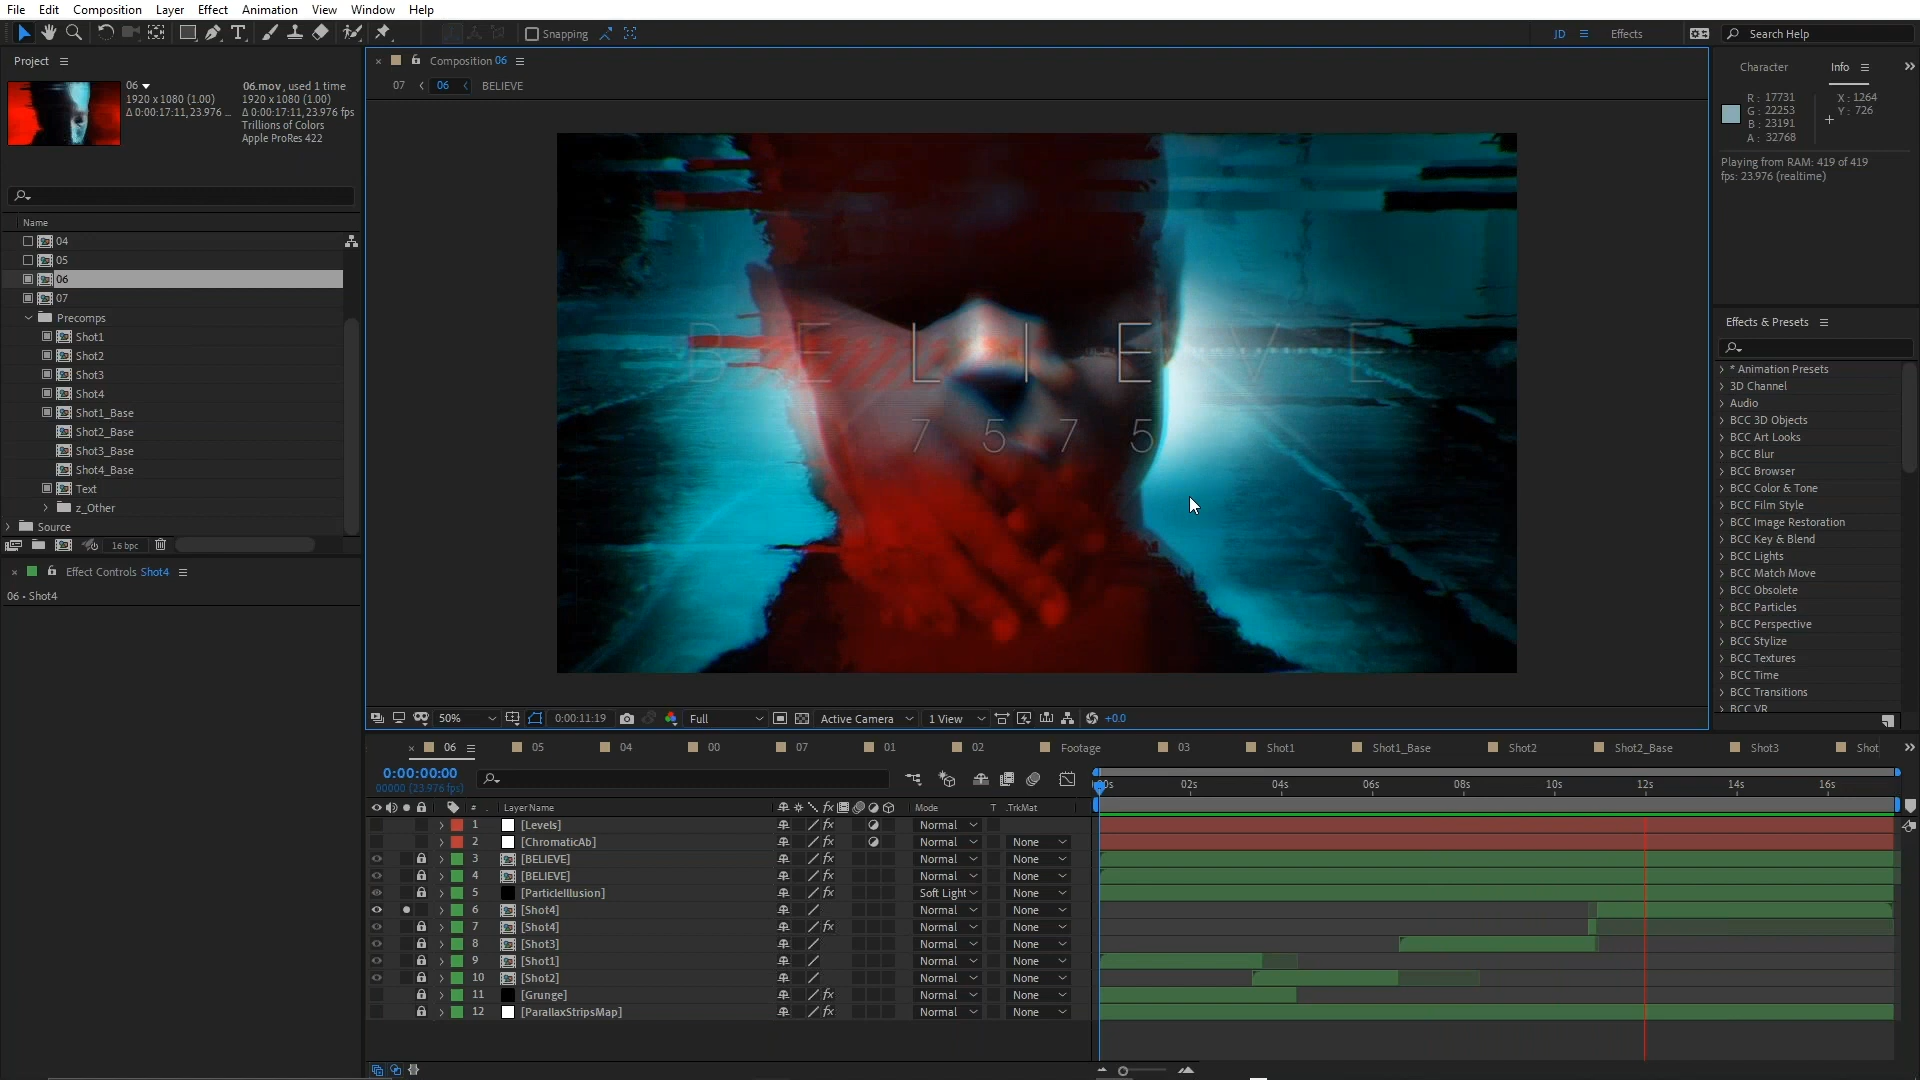 File Edit Composition Layer Effect Animation View Window Help
Snapping
JD
Effects
Search Help
Project
06
1920 x 1080 (1.00)
Δ 0:00:17:11, 23.976 ...
06.mov, used 1 time
1920 x 1080 (1.00)
Δ 0:00:17:11, 23.976 fps
Trillions of Colors
Apple ProRes 422
Name
04
05
06
07
Precomps
Shot1
Shot2
Shot3
Shot4
Shot1_Base
Shot2_Base
Shot3_Base
Shot4_Base
Text
z_Other
Source
16 bpc
Effect Controls Shot4
06 • Shot4
Composition 06
07 06 BELIEVE
BELIEVE
7575
50% 0:00:11:19 Full Active Camera 1 View +0.0
Character Info
R: 17731
G: 22253
B: 23191
A: 32768
X: 1264
Y: 726
Playing from RAM: 419 of 419
fps: 23.976 (realtime)
Effects & Presets
* Animation Presets
3D Channel
Audio
BCC 3D Objects
BCC Art Looks
BCC Blur
BCC Browser
BCC Color & Tone
BCC Film Style
BCC Image Restoration
BCC Key & Blend
BCC Lights
BCC Match Move
BCC Obsolete
BCC Particles
BCC Perspective
BCC Stylize
BCC Textures
BCC Time
BCC Transitions
BCC VR
06 05 04 00 07 01 02 Footage 03 Shot1 Shot1_Base Shot2 Shot2_Base Shot3 Shot
0:00:00:00
00000 (23.976 fps)
00s 02s 04s 06s 08s 10s 12s 14s 16s
# Layer Name Mode T .TrkMat
1 [Levels] Normal
2 [ChromaticAb] Normal None
3 [BELIEVE] Normal None
4 [BELIEVE] Normal None
5 [ParticleIllusion] Soft Light None
6 [Shot4] Normal None
7 [Shot4] Normal None
8 [Shot3] Normal None
9 [Shot1] Normal None
10 [Shot2] Normal None
11 [Grunge] Normal None
12 [ParallaxStripsMap] Normal None